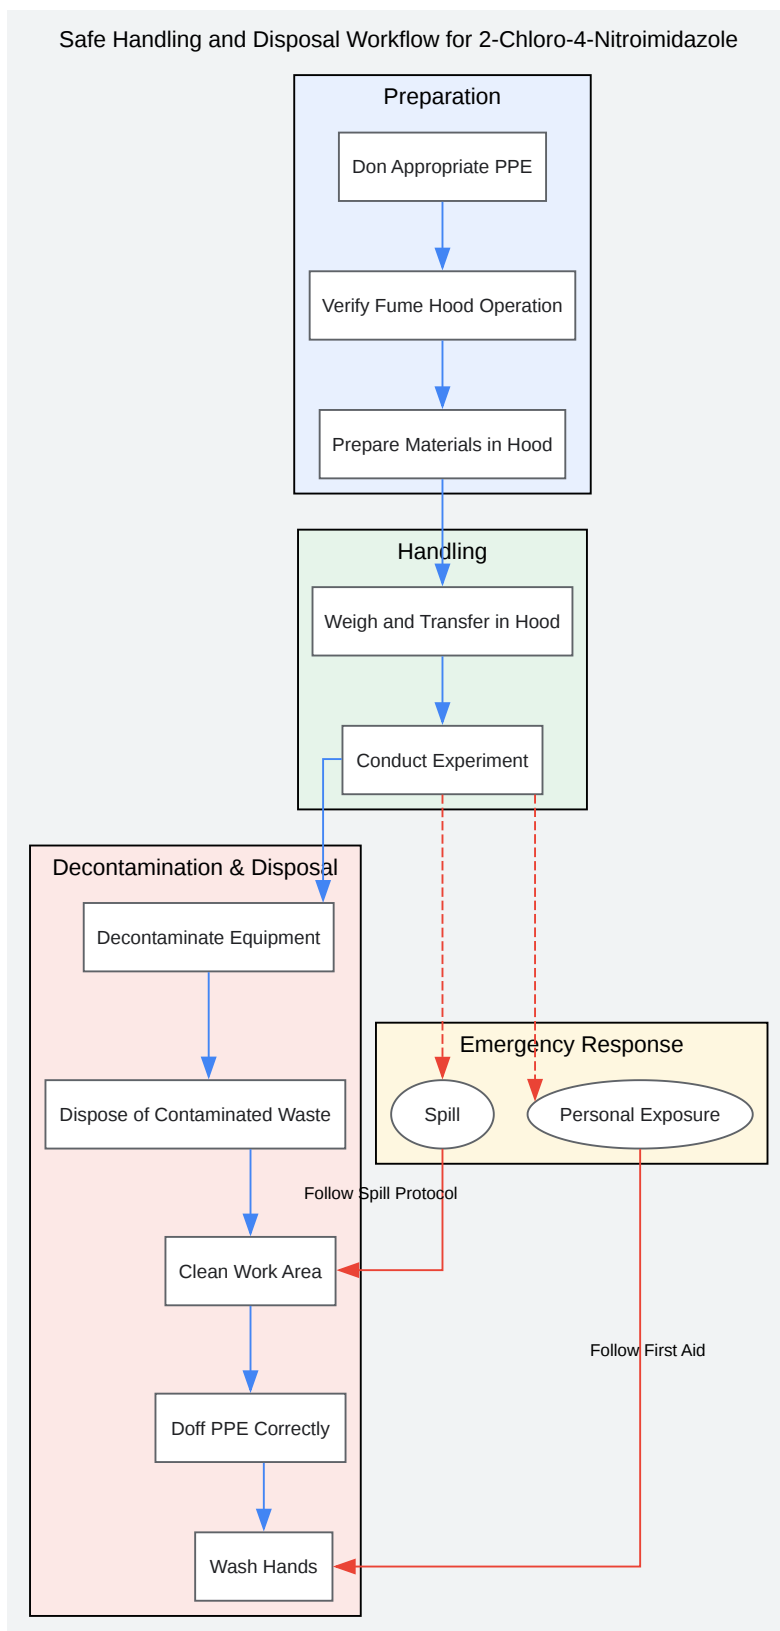 Safe Handling and Disposal Workflow for 2-Chloro-4-Nitroimidazole
Preparation
Don Appropriate PPE
Verify Fume Hood Operation
Prepare Materials in Hood
Handling
Weigh and Transfer in Hood
Conduct Experiment
Decontamination & Disposal
Decontaminate Equipment
Emergency Response
Dispose of Contaminated Waste
Spill
Personal Exposure
Follow Spill Protocol
Clean Work Area
Follow First Aid
Doff PPE Correctly
Wash Hands